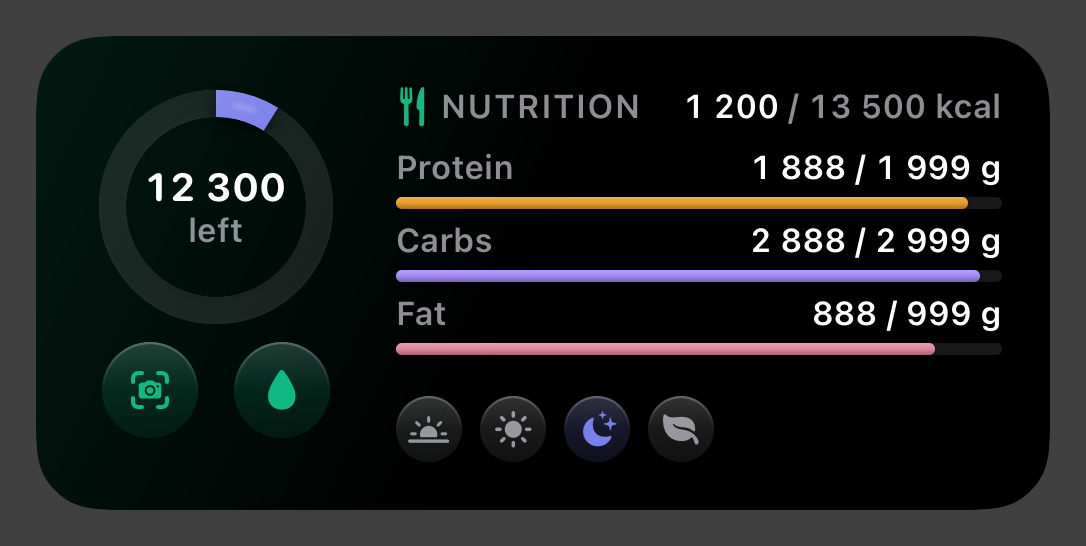 12 300
left
NUTRITION 1 200 / 13 500 kcal
Protein 1 888 / 1 999 g
Carbs 2 888 / 2 999 g
Fat 888 / 999 g